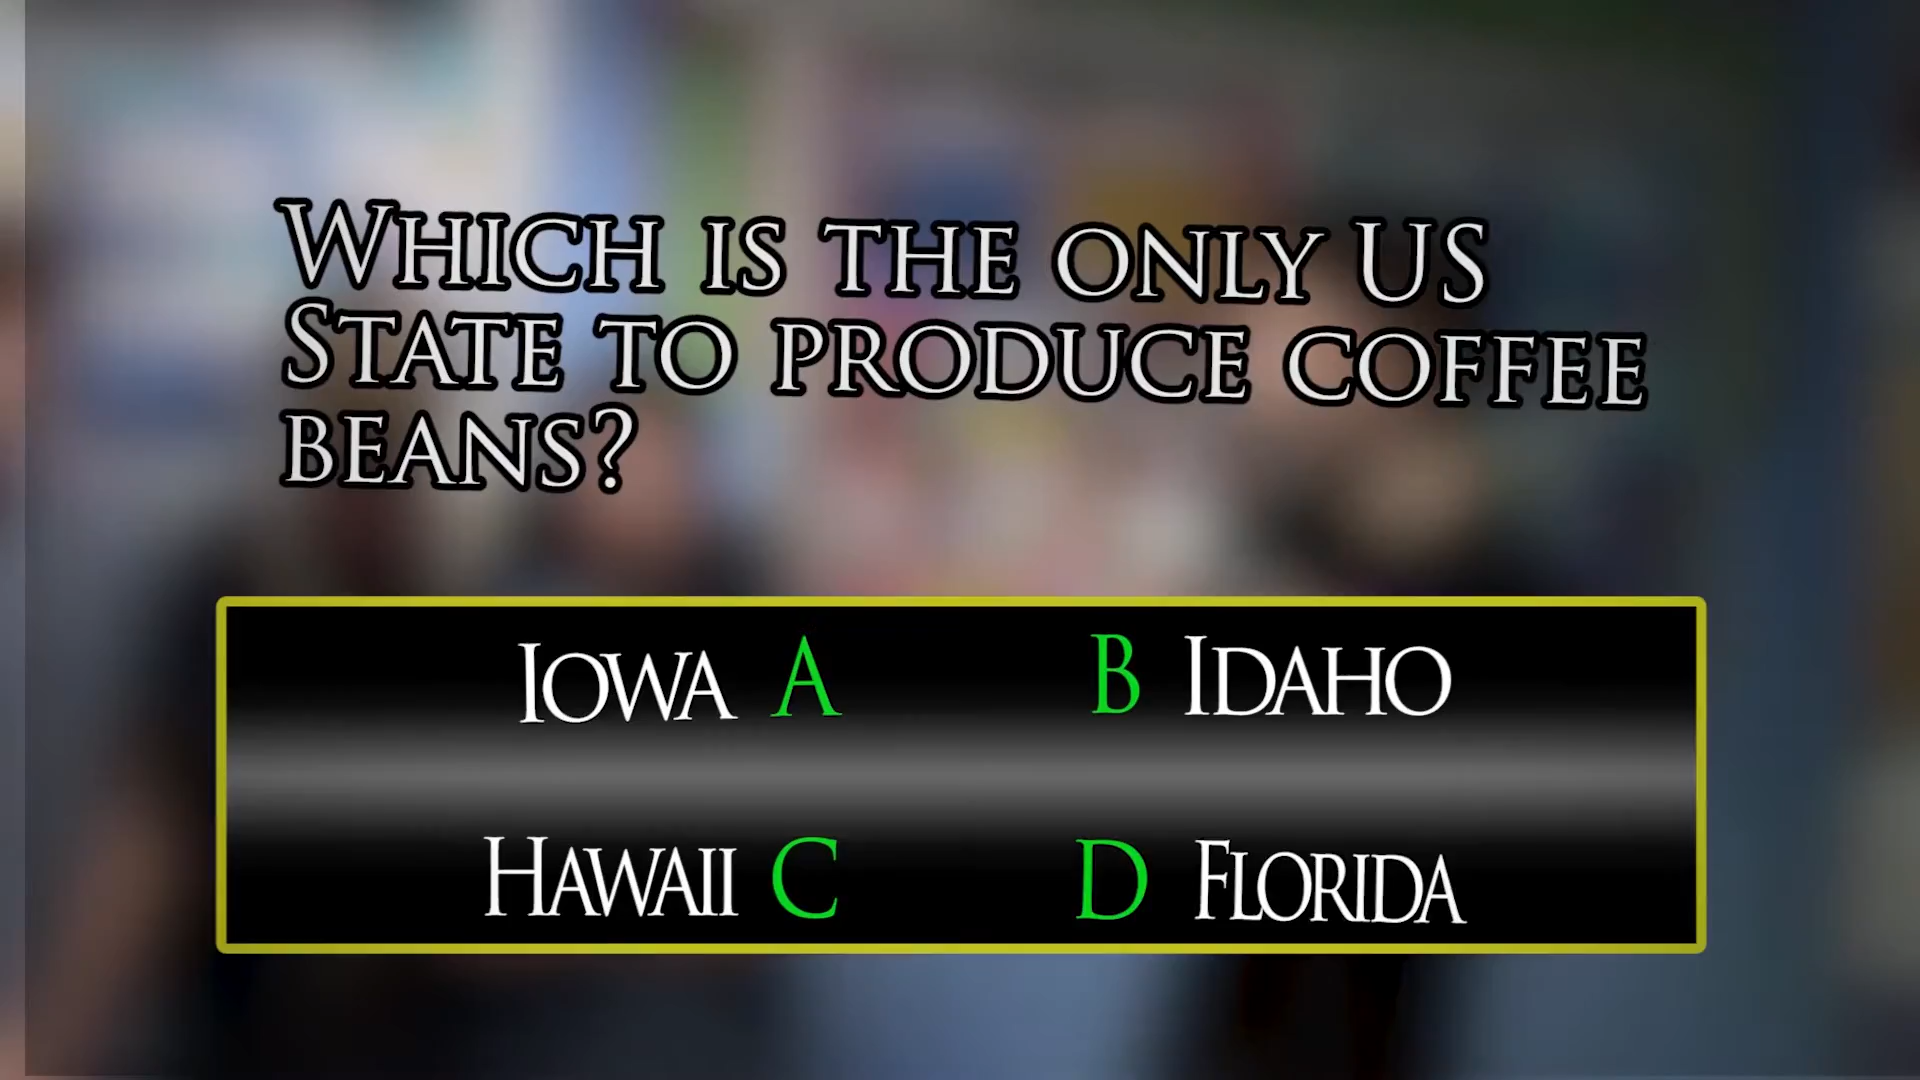 Which is the only US
State to produce coffee
beans?
Iowa A B Idaho
Hawaii C D Florida